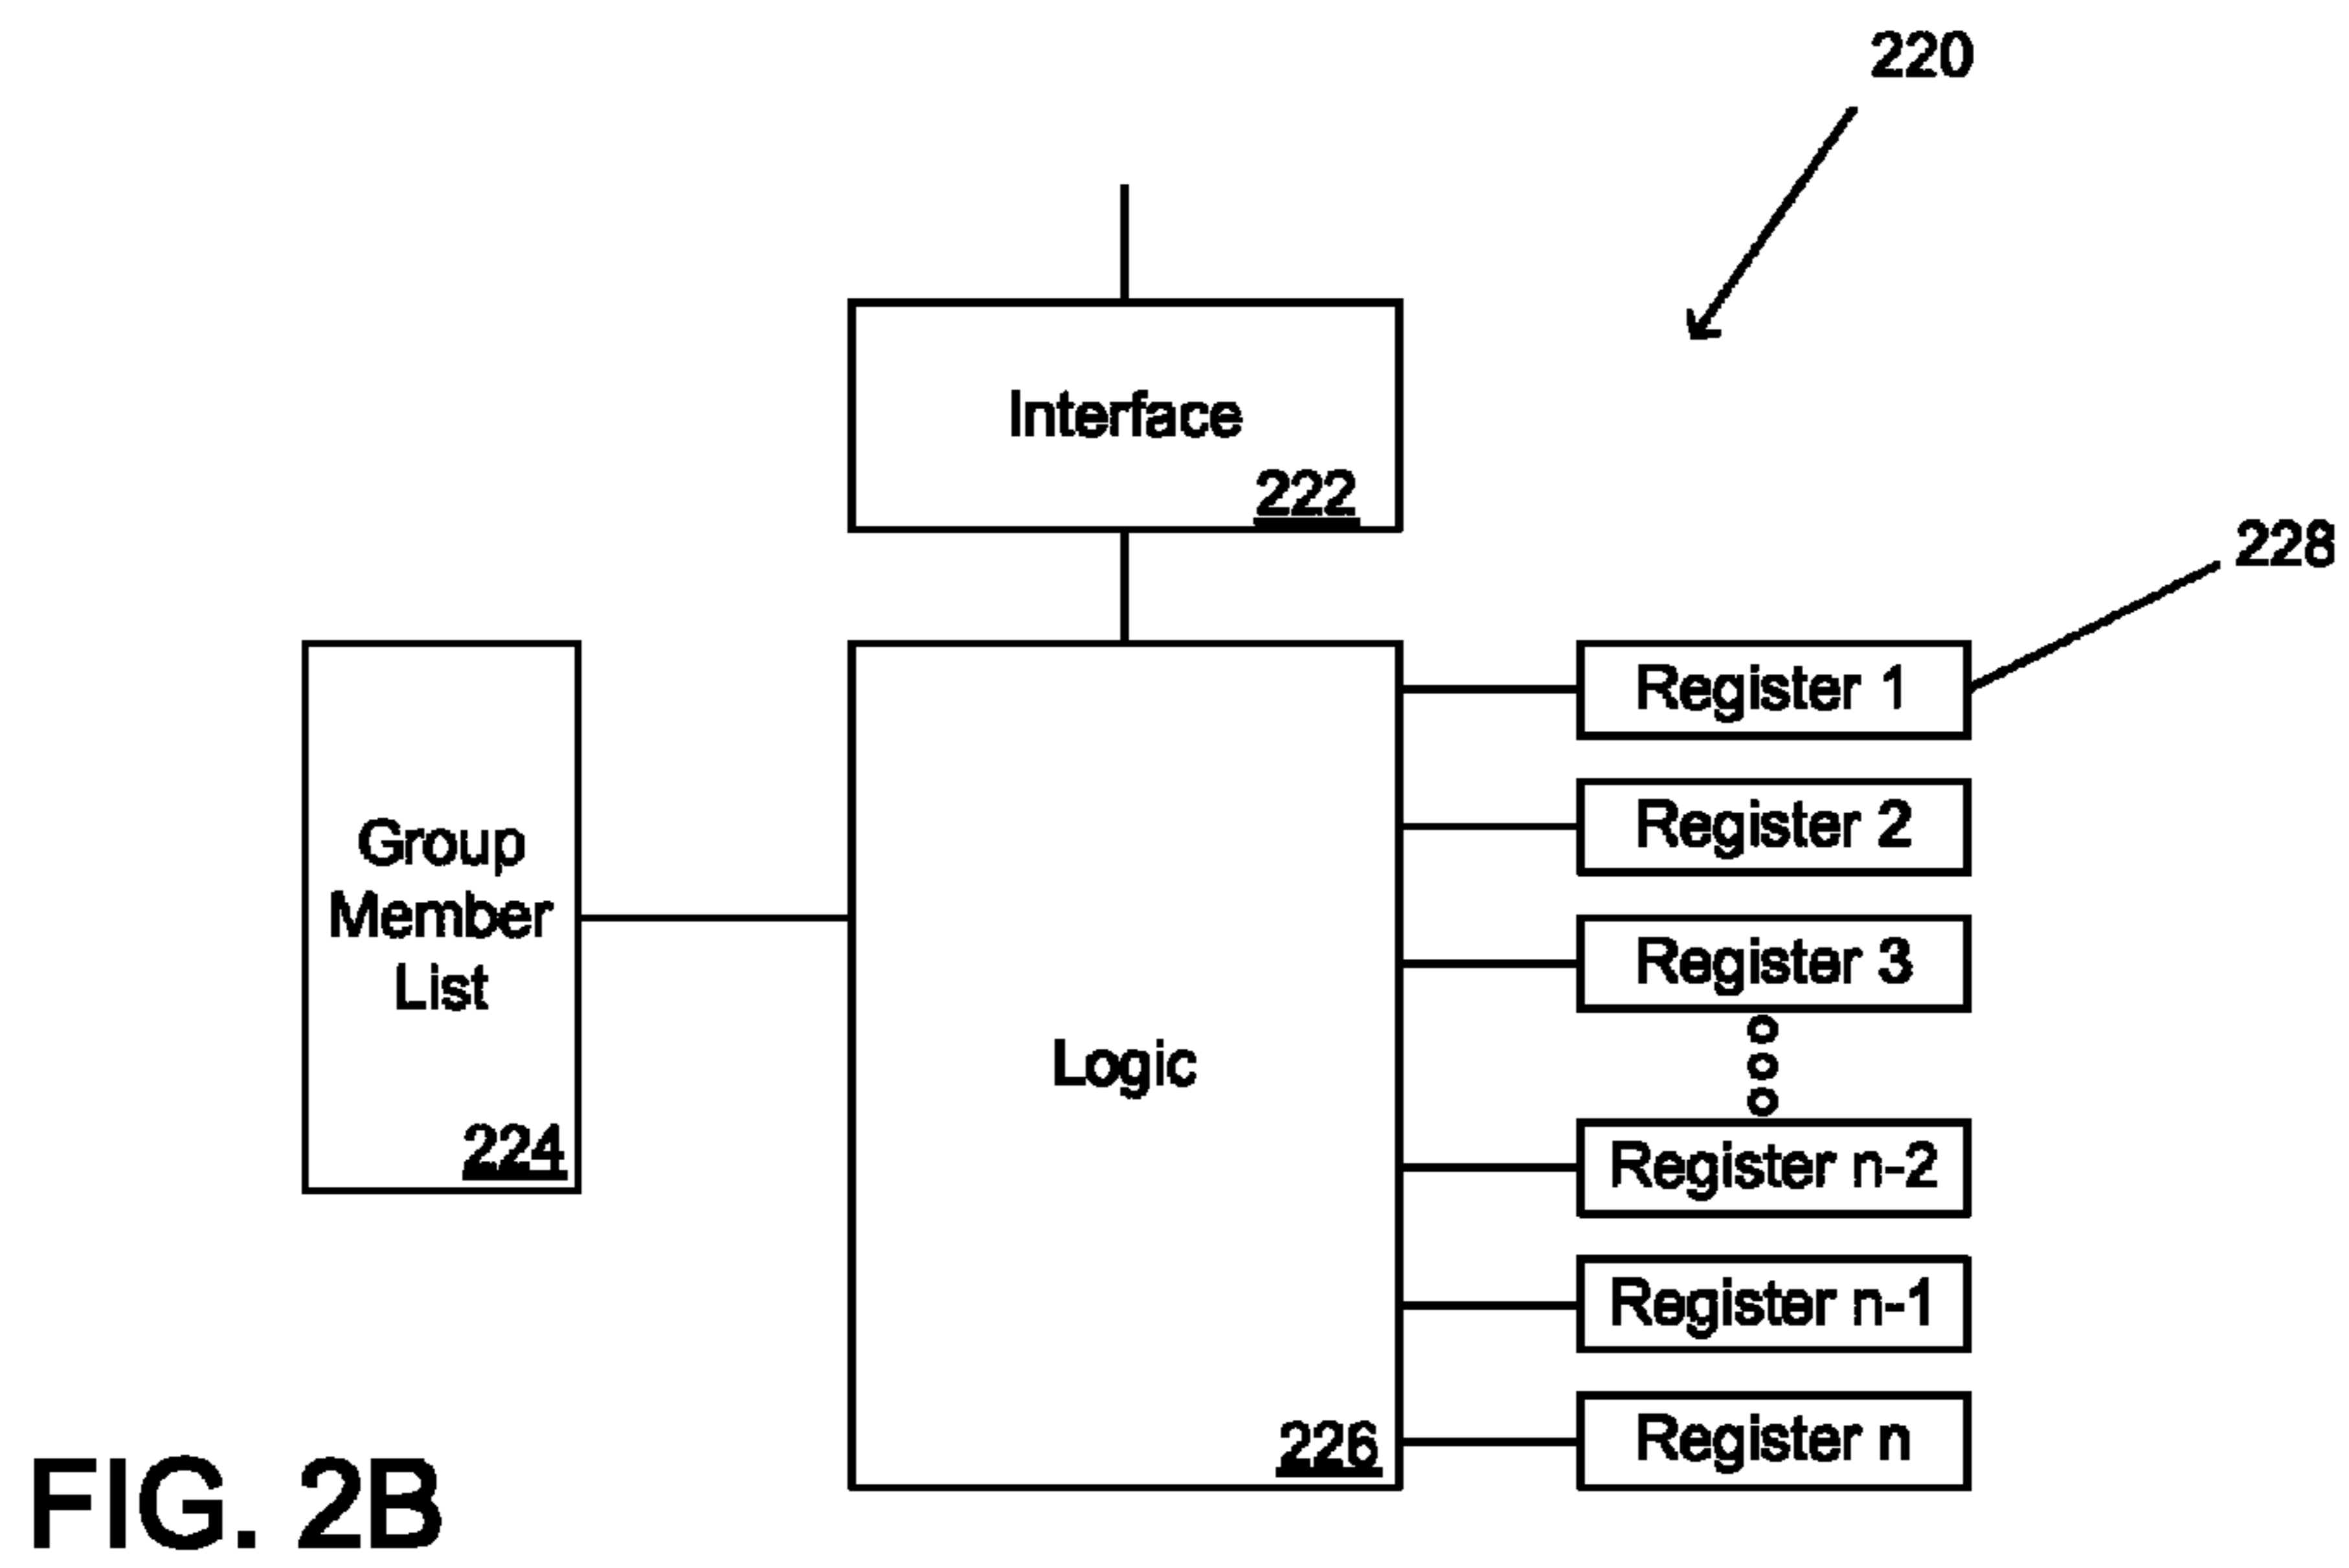 220
Interface
222
228
Group
Member
List
224
Logic
226
Register 1
Register 2
Register 3
Register n-2
Register n-1
Register n
FIG. 2B